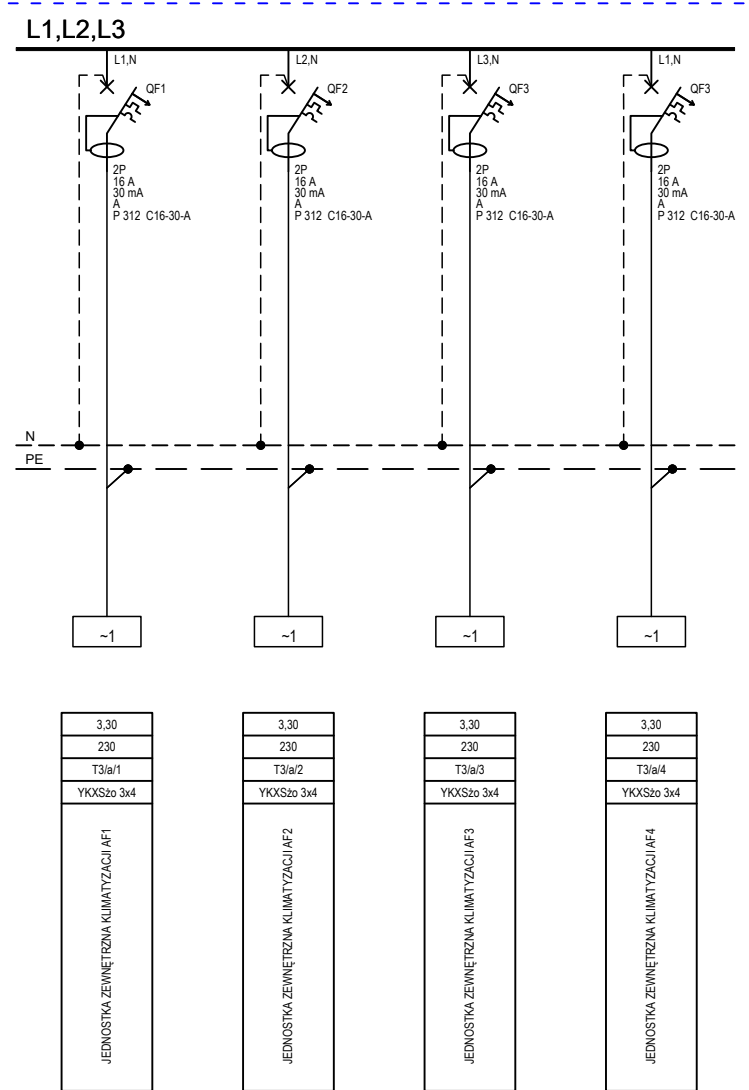 L1,L2,L3
L1,N
L2,N
L3,N
L1,N
QF1
QF2
QF3
QF3
2P
16 A
30 mA
A
P 312 C16-30-A
2P
16 A
30 mA
A
P 312 C16-30-A
2P
16 A
30 mA
A
P 312 C16-30-A
2P
16 A
30 mA
A
P 312 C16-30-A
N
PE
~1
~1
~1
~1
3,30
230
T3/a/1
YKXSżo 3x4
JEDNOSTKA ZEWNĘTRZNA KLIMATYZACJI AF1
3,30
230
T3/a/2
YKXSżo 3x4
JEDNOSTKA ZEWNĘTRZNA KLIMATYZACJI AF2
3,30
230
T3/a/3
YKXSżo 3x4
JEDNOSTKA ZEWNĘTRZNA KLIMATYZACJI AF3
3,30
230
T3/a/4
YKXSżo 3x4
JEDNOSTKA ZEWNĘTRZNA KLIMATYZACJI AF4